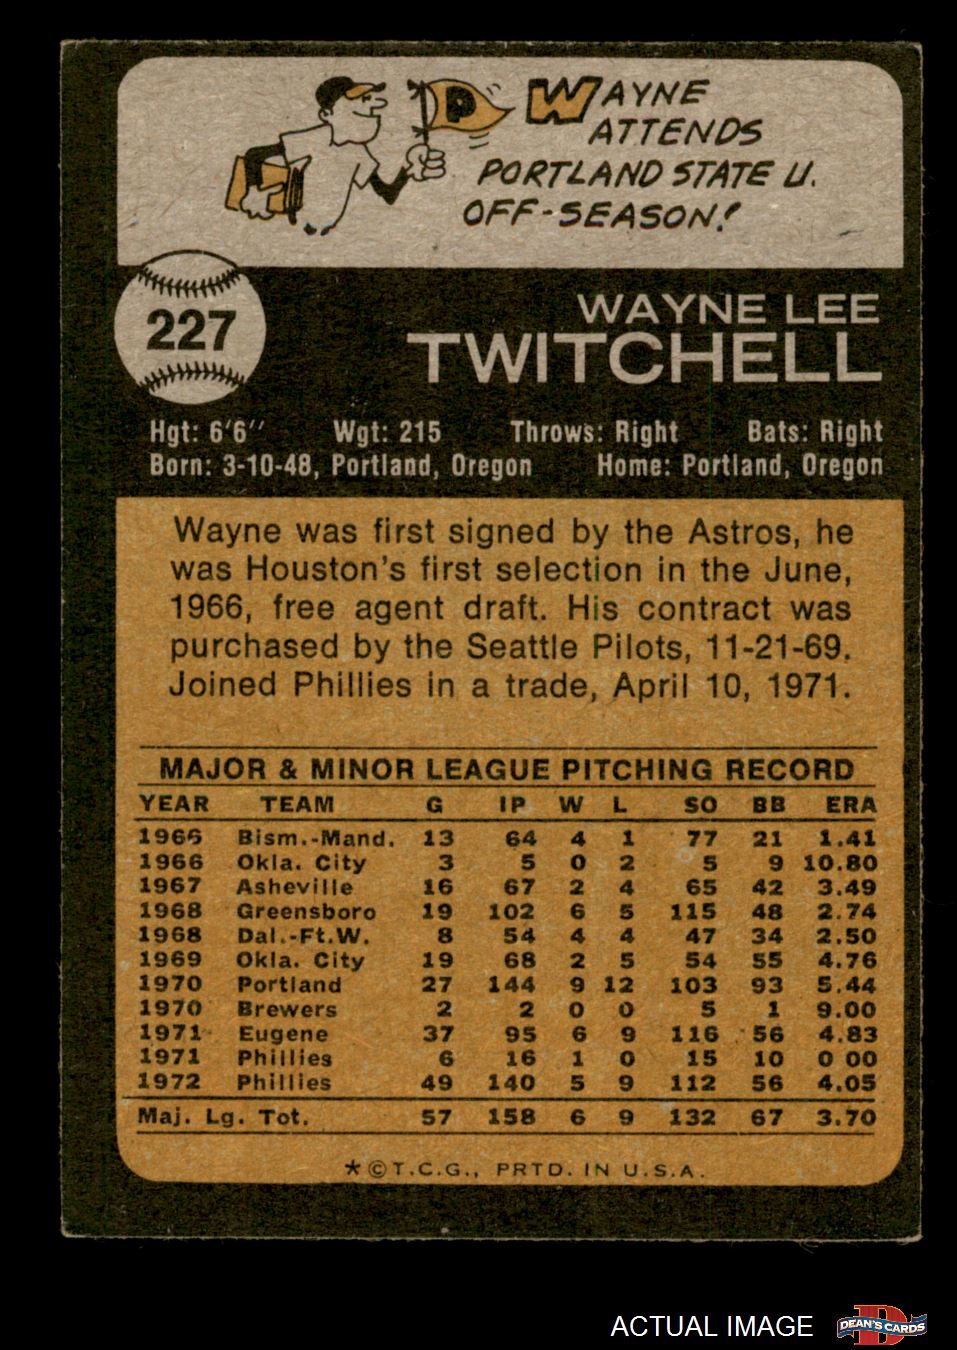 P WAYNE
ATTENDS
PORTLAND STATE U.
OFF-SEASON!
227
WAYNE LEE
TWITCHELL
Hgt: 6'6" Wgt: 215 Throws: Right Bats: Right
Born: 3-10-48, Portland, Oregon Home: Portland, Oregon
Wayne was first signed by the Astros, he
was Houston's first selection in the June,
1966, free agent draft. His contract was
purchased by the Seattle Pilots, 11-21-69.
Joined Phillies in a trade, April 10, 1971.
MAJOR & MINOR LEAGUE PITCHING RECORD
YEAR TEAM G IP W L SO BB ERA
1966 Bism.-Mand. 13 64 4 1 77 21 1.41
1966 Okla. City 3 5 0 2 5 9 10.80
1967 Asheville 16 67 2 4 65 42 3.49
1968 Greensboro 19 102 6 5 115 48 2.74
1968 Dal.-Ft.W. 8 54 4 4 47 34 2.50
1969 Okla. City 19 68 2 5 54 55 4.76
1970 Portland 27 144 9 12 103 93 5.44
1970 Brewers 2 2 0 0 5 1 9.00
1971 Eugene 37 95 6 9 116 56 4.83
1971 Phillies 6 16 1 0 15 10 0 00
1972 Phillies 49 140 5 9 112 56 4.05
Maj. Lg. Tot. 57 158 6 9 132 67 3.70
*©T.C.G., PRTD. IN U.S.A.
ACTUAL IMAGE D DEAN'S CARDS